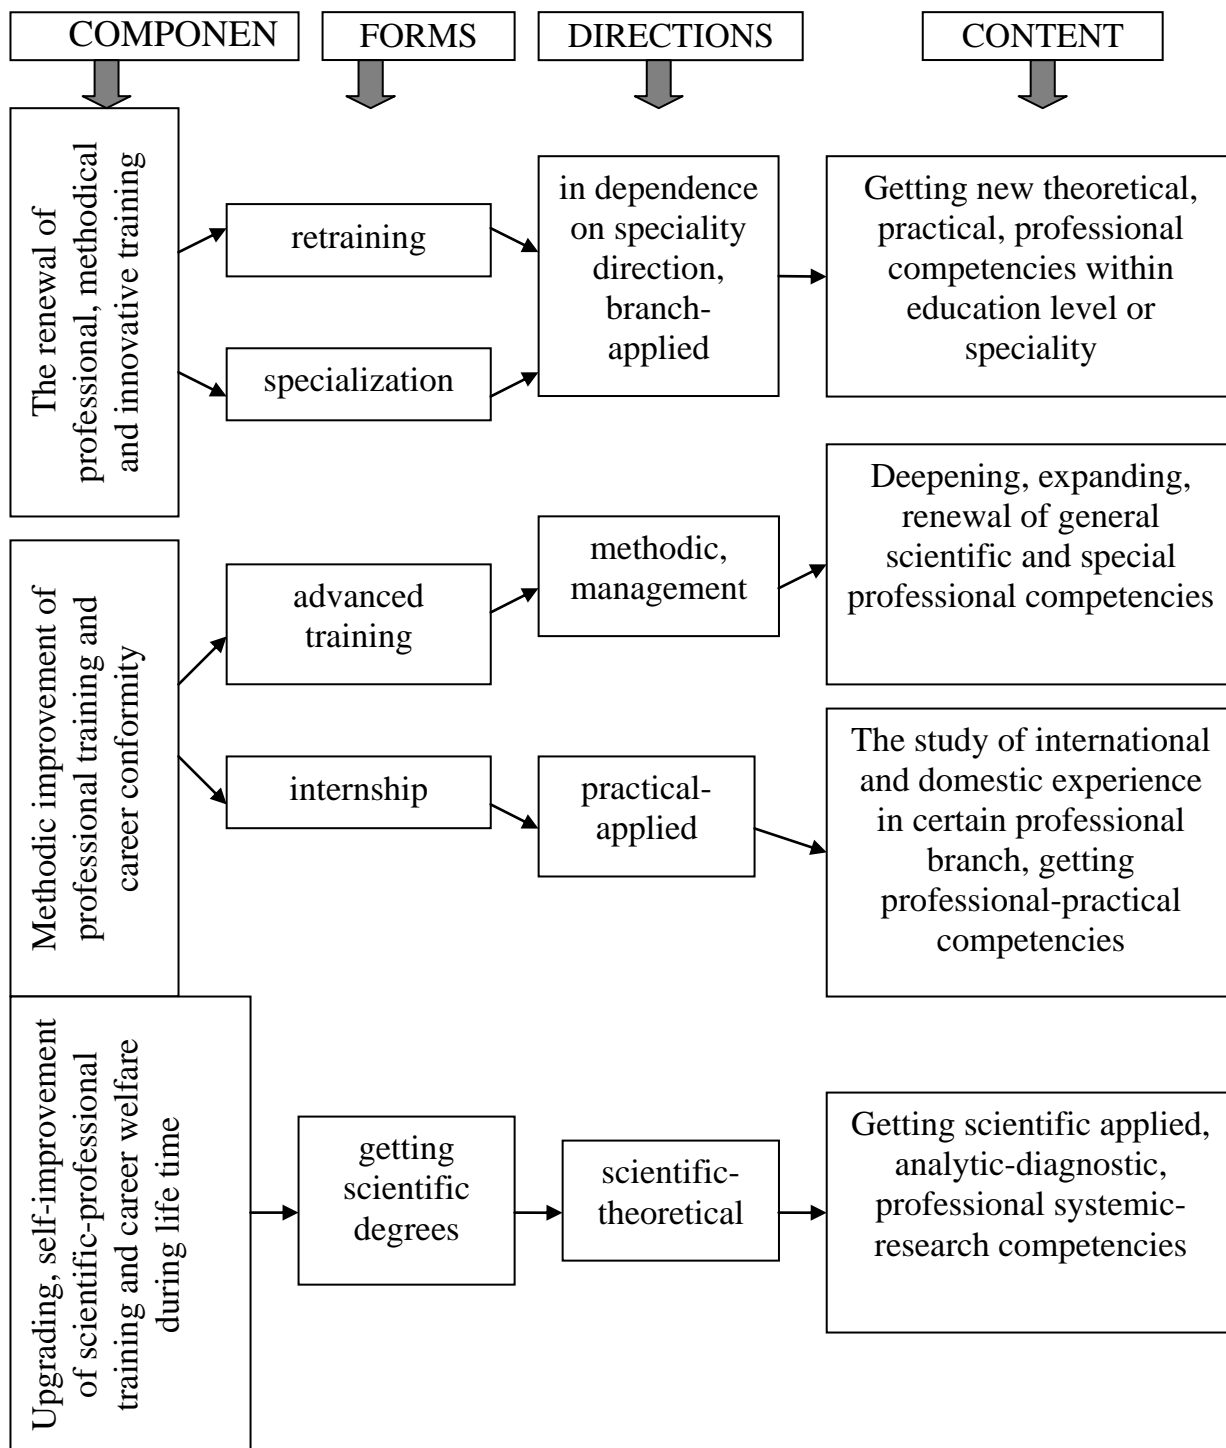 COMPONEN
FORMS
DIRECTIONS
CONTENT
The renewal of
professional, methodical
and innovative training
retraining
specialization
in dependence
on speciality
direction,
branch-
applied
Getting new theoretical,
practical, professional
competencies within
education level or
speciality
Methodic improvement of
professional training and
career conformity
advanced
training
methodic,
management
Deepening, expanding,
renewal of general
scientific and special
professional competencies
internship
practical-
applied
The study of international
and domestic experience
in certain professional
branch, getting
professional-practical
competencies
Upgrading, self-improvement
of scientific-professional
training and career welfare
during life time
getting
scientific
degrees
scientific-
theoretical
Getting scientific applied,
analytic-diagnostic,
professional systemic-
research competencies